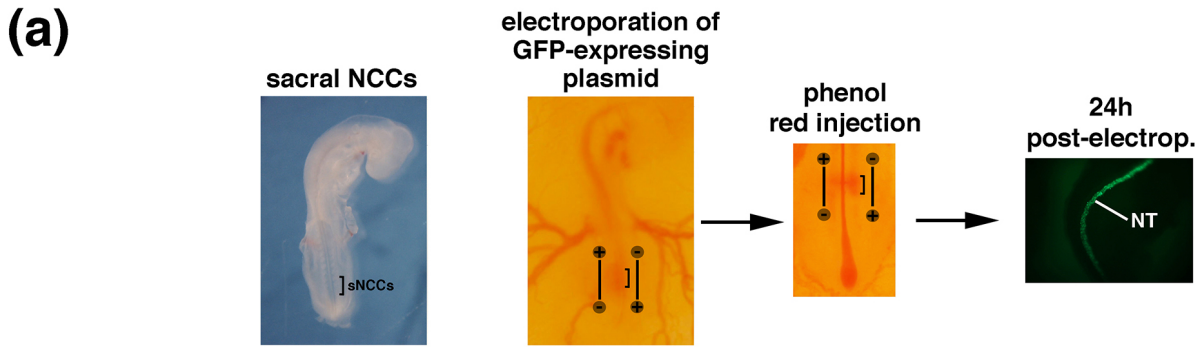 (a)
sacral NCCs
sNCCs
electroporation of
GFP-expressing
plasmid
+ -
- +
phenol
red injection
+ -
- +
24h
post-electrop.
NT